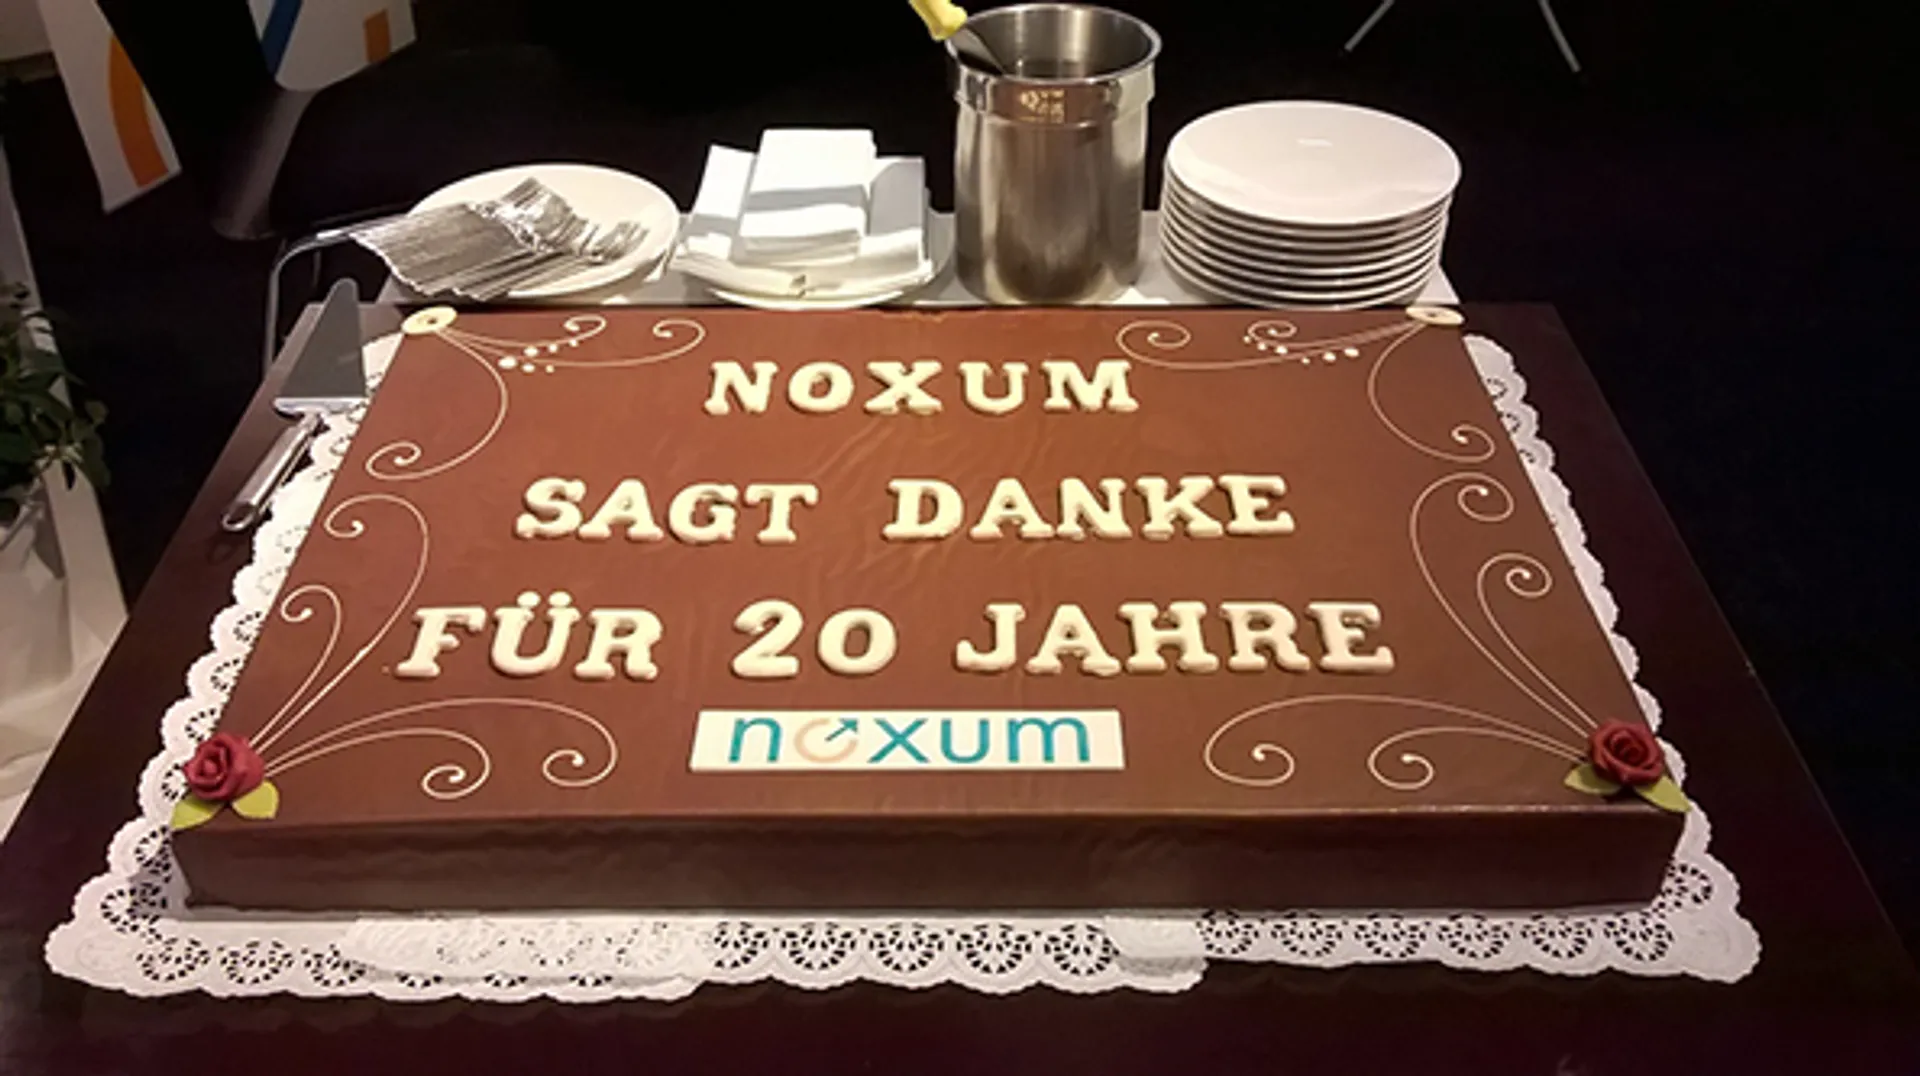 NOXUM
SAGT DANKE
FÜR 20 JAHRE
noxum